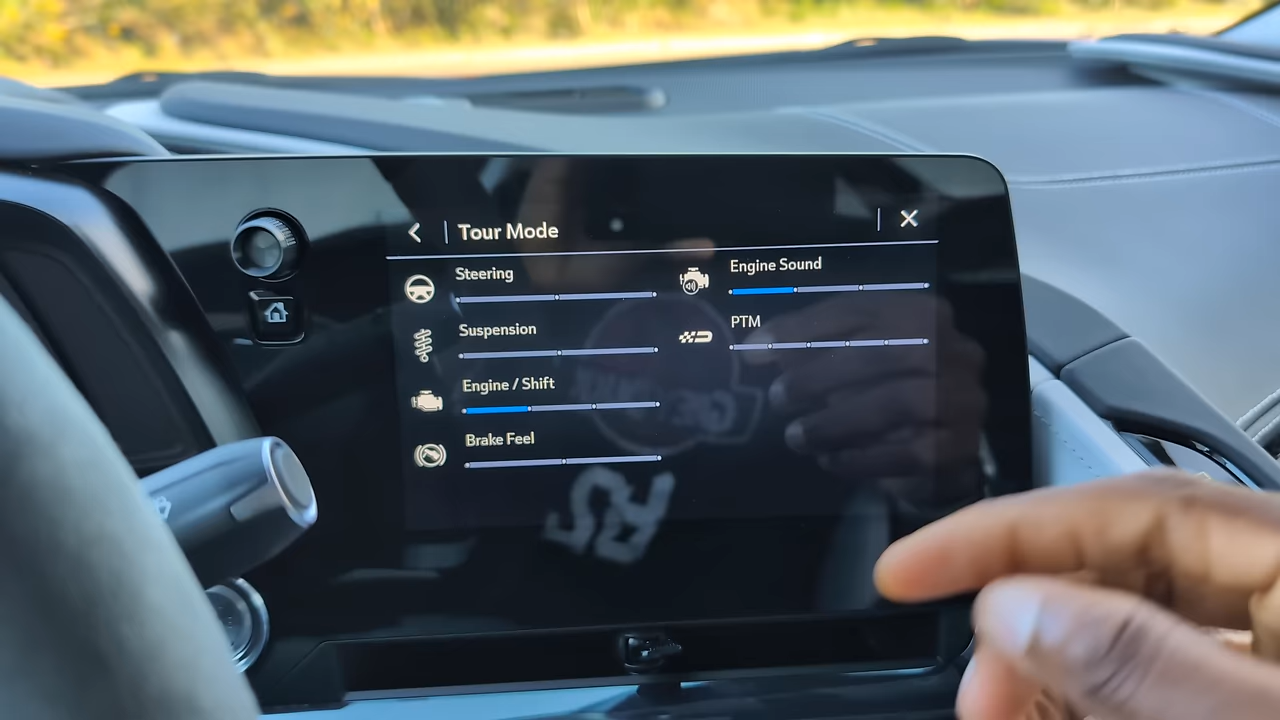 Tour Mode
Steering
Suspension
Engine / Shift
Brake Feel
Engine Sound
PTM